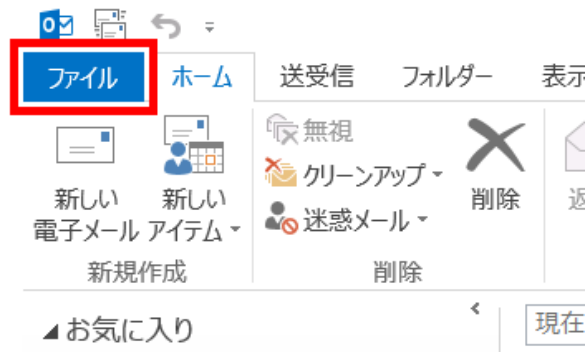 ファイル ホーム 送受信 フォルダー 表示
無視
クリーンアップ
迷惑メール
新しい 電子メール
新しい アイテム
削除
新規作成 削除
お気に入り
現在